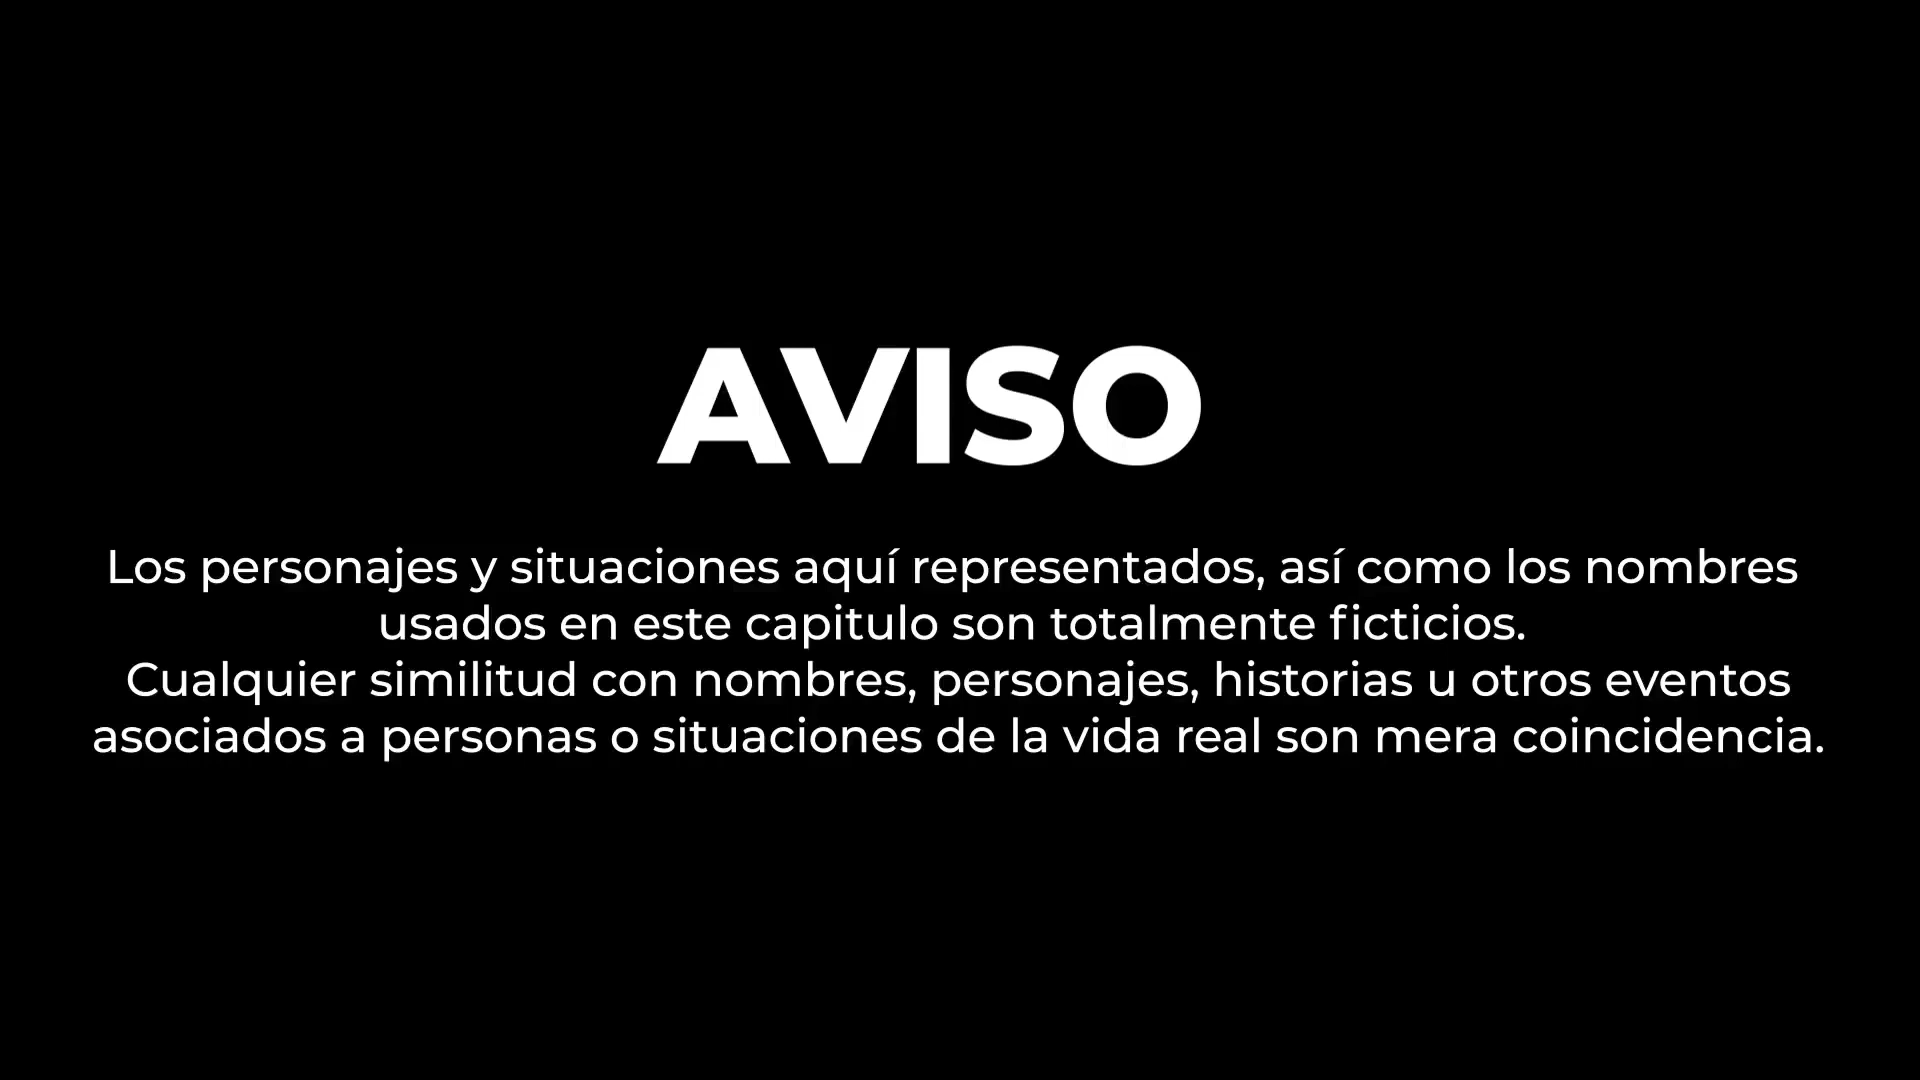 AVISO
Los personajes y situaciones aquí representados, así como los nombres
usados en este capitulo son totalmente ficticios.
Cualquier similitud con nombres, personajes, historias u otros eventos
asociados a personas o situaciones de la vida real son mera coincidencia.